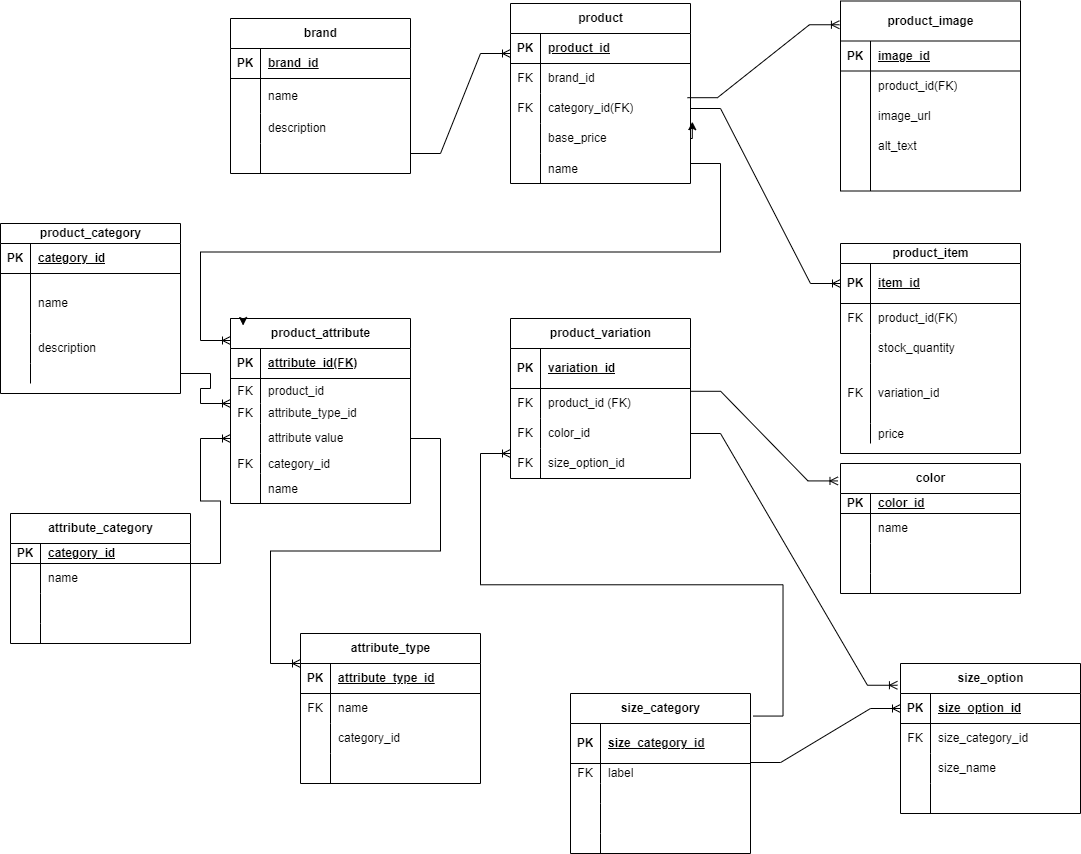 brand
PK brand_id
name
description
product
PK product_id
FK brand_id
FK category_id(FK)
base_price
name
product_image
PK image_id
product_id(FK)
image_url
alt_text
product_category
PK category_id
name
description
product_attribute
PK attribute_id(FK)
FK product_id
FK attribute_type_id
attribute value
FK category_id
name
product_variation
PK variation_id
FK product_id (FK)
FK color_id
FK size_option_id
product_item
PK item_id
FK product_id(FK)
stock_quantity
FK variation_id
price
color
PK color_id
name
attribute_category
PK category_id
name
attribute_type
PK attribute_type_id
FK name
category_id
size_category
PK size_category_id
FK label
size_option
PK size_option_id
FK size_category_id
size_name